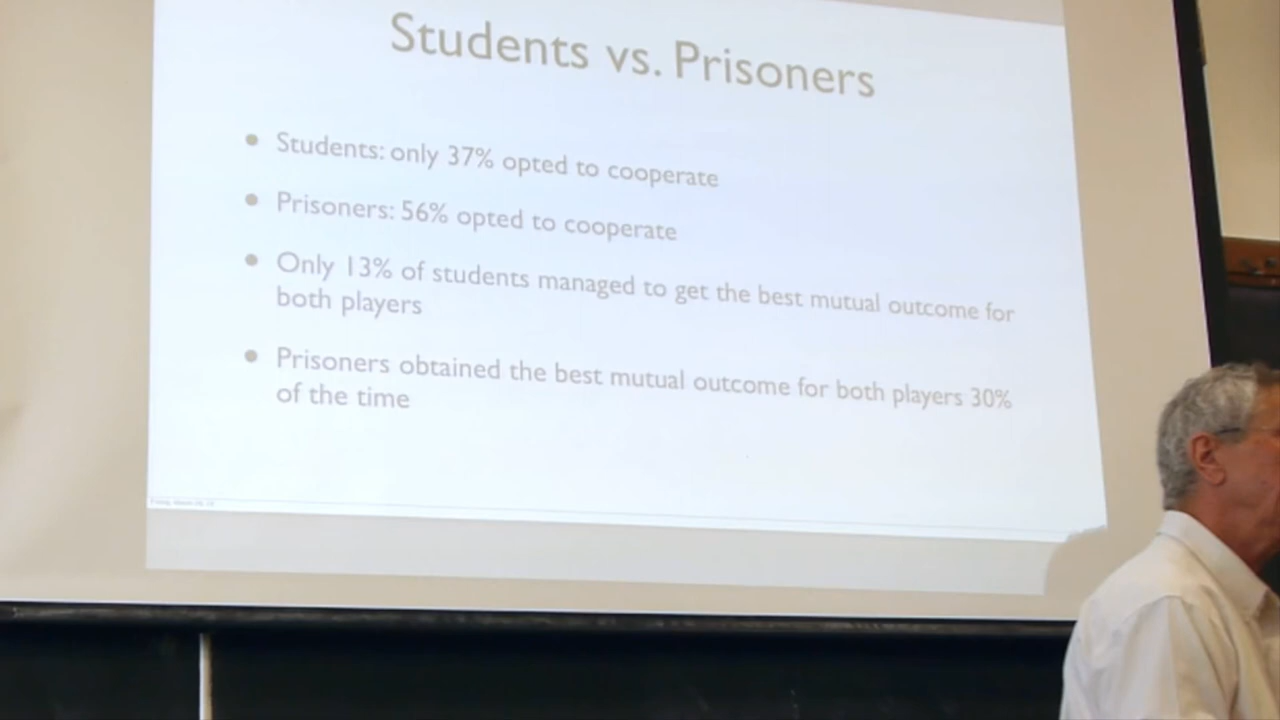 Students vs. Prisoners
• Students: only 37% opted to cooperate
• Prisoners: 56% opted to cooperate
• Only 13% of students managed to get the best mutual outcome for
both players
• Prisoners obtained the best mutual outcome for both players 30%
of the time